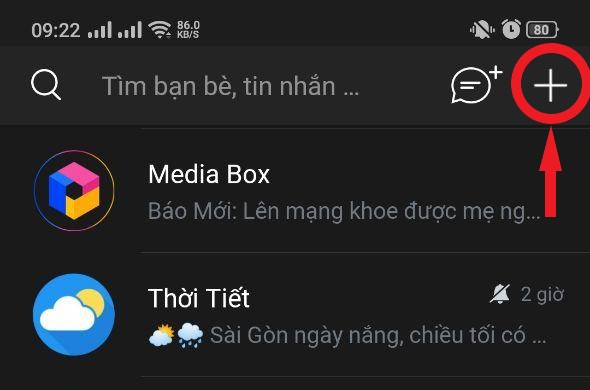 09:22 86.0 KB/S 80
Tìm bạn bè, tin nhắn ...
Media Box
Báo Mới: Lên mạng khoe được mẹ ng...
Thời Tiết 2 giờ
Sài Gòn ngày nắng, chiều tối có ...